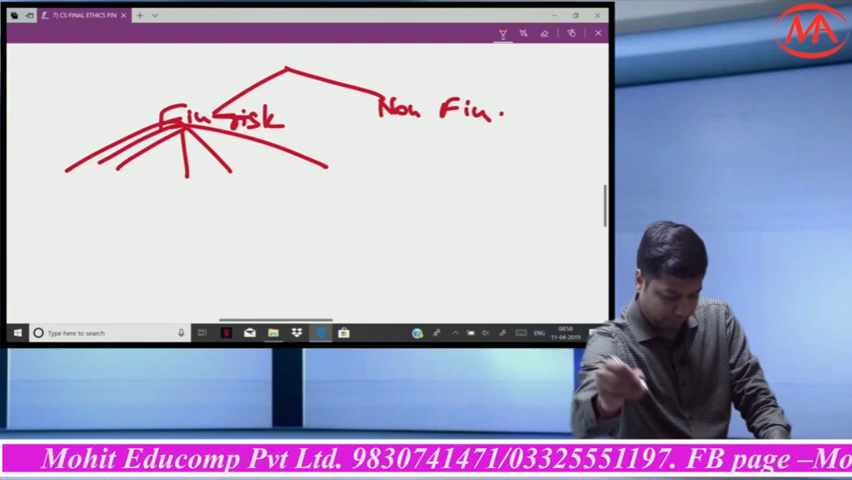 7) CS FINAL ETHICS FIN
MA
Fin risk
Non Fin.
Type here to search
ENG
08:58
11-04-2019
Mohit Educomp Pvt Ltd. 9830741471/03325551197. FB page –Mo